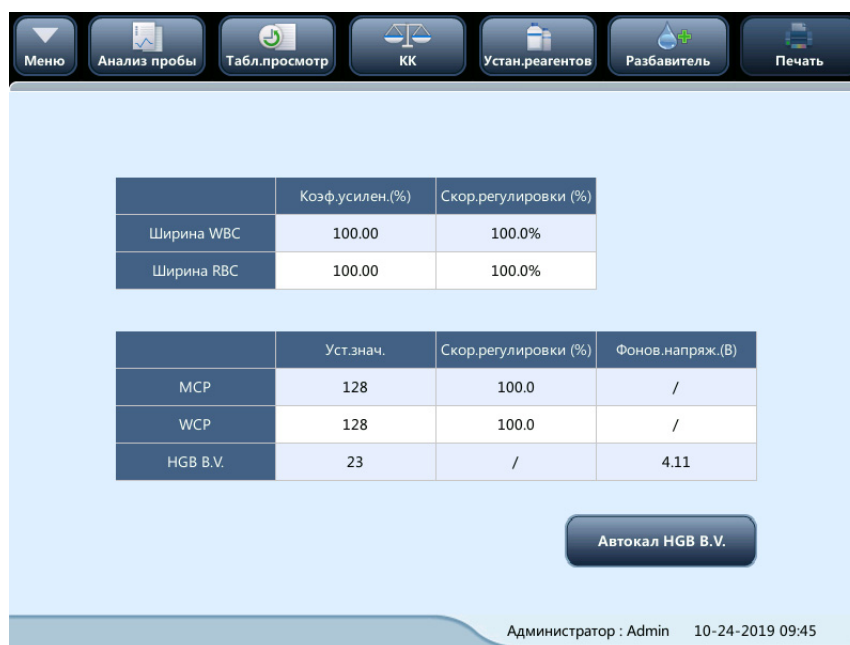 Меню Анализ пробы Табл.просмотр КК Устан.реагентов Разбавитель Печать
Коэф.усилен.(%) Скор.регулировки (%)
Ширина WBC 100.00 100.0%
Ширина RBC 100.00 100.0%
Уст.знач. Скор.регулировки (%) Фонов.напряж.(В)
MCP 128 100.0 /
WCP 128 100.0 /
HGB B.V. 23 / 4.11
Автокал HGB B.V.
Администратор : Admin 10-24-2019 09:45